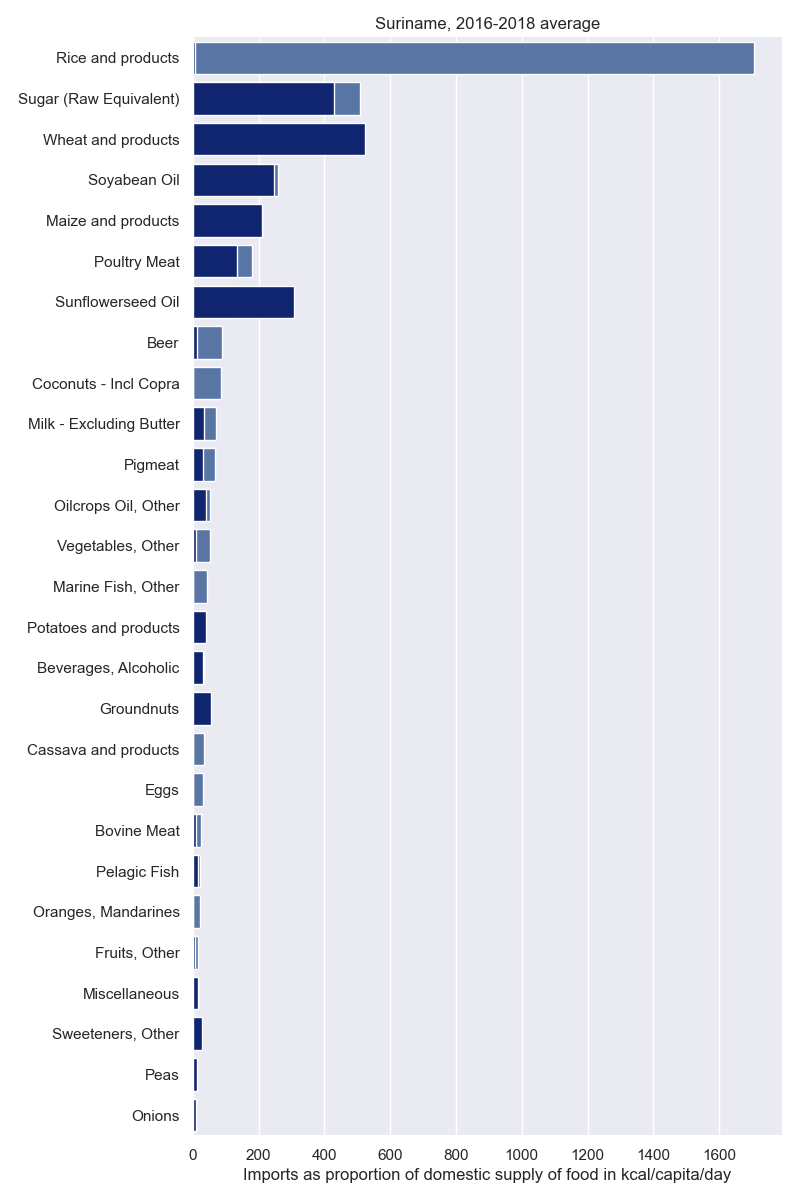 Suriname, 2016-2018 average
Rice and products
Sugar (Raw Equivalent)
Wheat and products
Soyabean Oil
Maize and products
Poultry Meat
Sunflowerseed Oil
Beer
Coconuts - Incl Copra
Milk - Excluding Butter
Pigmeat
Oilcrops Oil, Other
Vegetables, Other
Marine Fish, Other
Potatoes and products
Beverages, Alcoholic
Groundnuts
Cassava and products
Eggs
Bovine Meat
Pelagic Fish
Oranges, Mandarines
Fruits, Other
Miscellaneous
Sweeteners, Other
Peas
Onions
0 200 400 600 800 1000 1200 1400 1600
Imports as proportion of domestic supply of food in kcal/capita/day